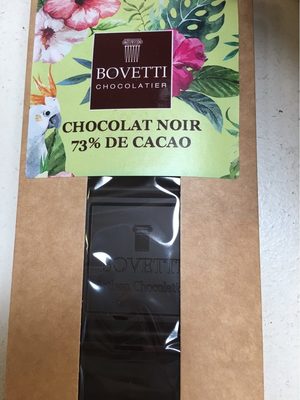 BOVETTI
CHOCOLATIER
CHOCOLAT NOIR
73% DE CACAO
BOVETTI